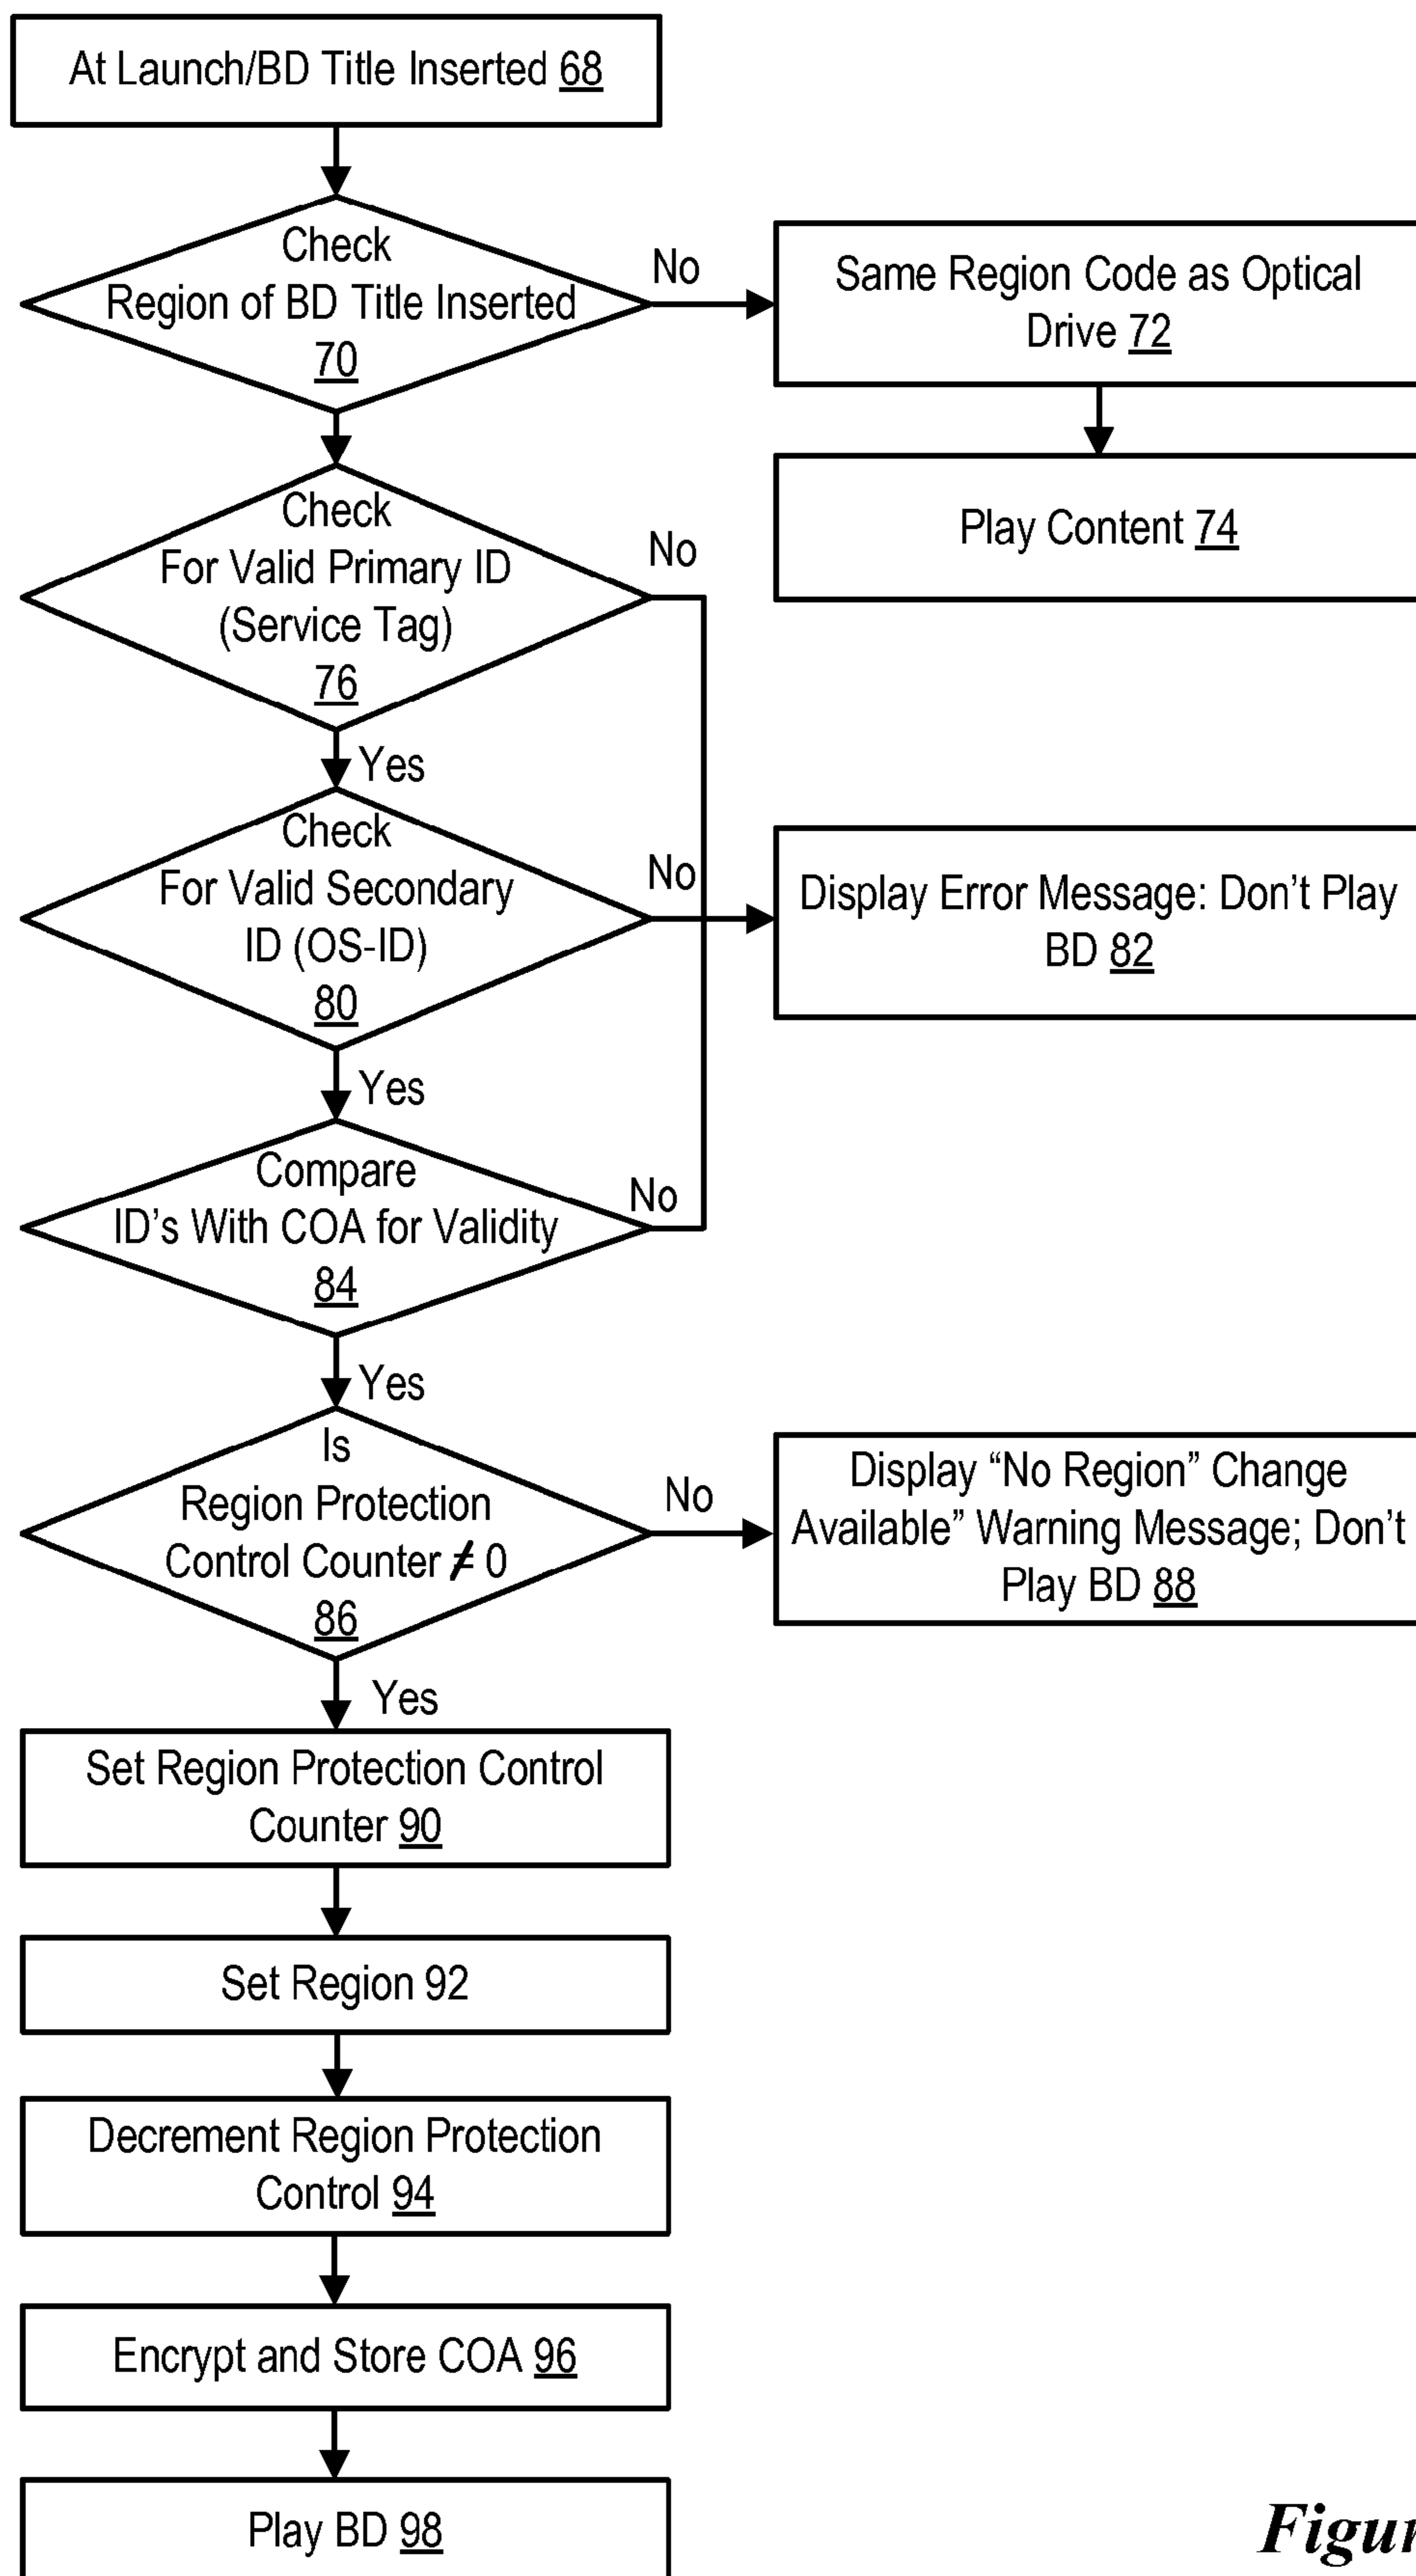 At Launch/BD Title Inserted 68
Check
Region of BD Title Inserted
70
No
Same Region Code as Optical
Drive 72
Play Content 74
Check
For Valid Primary ID
(Service Tag)
76
No
Yes
Check
For Valid Secondary
ID (OS-ID)
80
No
Display Error Message: Don't Play
BD 82
Yes
Compare
ID's With COA for Validity
84
No
Yes
Is
Region Protection
Control Counter ≠ 0
86
No
Display “No Region” Change
Available” Warning Message; Don't
Play BD 88
Yes
Set Region Protection Control
Counter 90
Set Region 92
Decrement Region Protection
Control 94
Encrypt and Store COA 96
Play BD 98